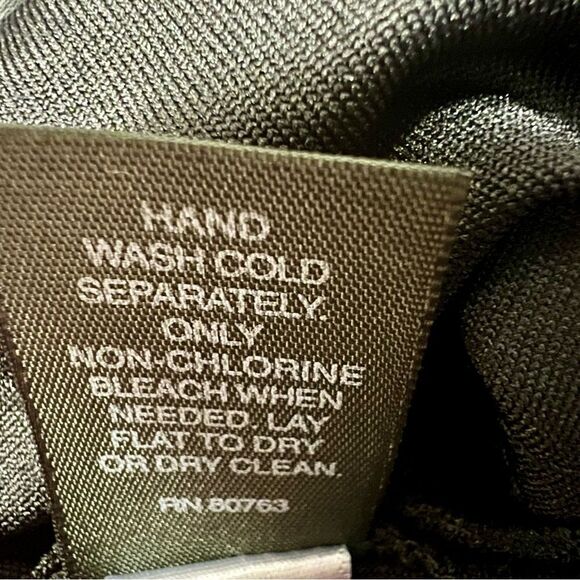 HAND
WASH COLD
SEPARATELY.
ONLY
NON-CHLORINE
BLEACH WHEN
NEEDED. LAY
FLAT TO DRY
OR DRY CLEAN.
RN 80763